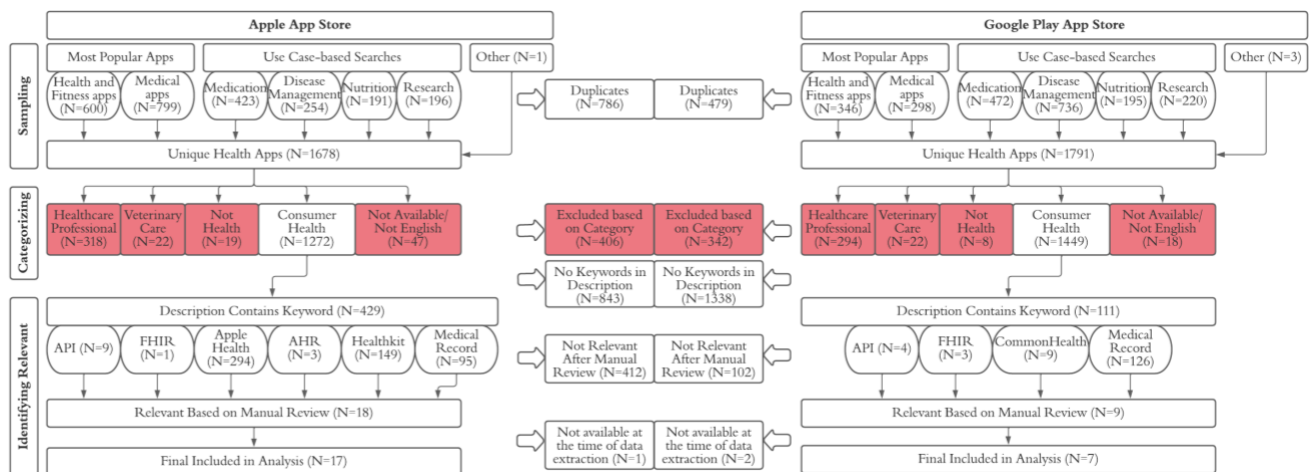 Apple App Store
Google Play App Store
Sampling
Most Popular Apps
Use Case-based Searches
Other (N=1)
Health and
Fitness apps
(N=600)
Medical
apps
(N=799)
Medication
(N=423)
Disease
Management
(N=254)
Nutrition
(N=191)
Research
(N=196)
Duplicates
(N=786)
Duplicates
(N=479)
Most Popular Apps
Use Case-based Searches
Other (N=3)
Health and
Fitness apps
(N=346)
Medical
apps
(N=298)
Medication
(N=472)
Disease
Management
(N=736)
Nutrition
(N=195)
Research
(N=220)
Unique Health Apps (N=1678)
Unique Health Apps (N=1791)
Categorizing
Healthcare
Professional
(N=318)
Veterinary
Care
(N=22)
Not
Health
(N=19)
Consumer
Health
(N=1272)
Not Available/
Not English
(N=47)
Excluded based
on Category
(N=406)
Excluded based
on Category
(N=342)
Healthcare
Professional
(N=294)
Veterinary
Care
(N=22)
Not
Health
(N=8)
Consumer
Health
(N=1449)
Not Available/
Not English
(N=18)
No Keywords in
Description
(N=843)
No Keywords in
Description
(N=1338)
Identifying Relevant
Description Contains Keyword (N=429)
API (N=9)
FHIR
(N=1)
Apple
Health
(N=294)
AHR
(N=3)
Healthkit
(N=149)
Medical
Record
(N=95)
Not Relevant
After Manual
Review (N=412)
Not Relevant
After Manual
Review (N=102)
Description Contains Keyword (N=111)
API (N=4)
FHIR
(N=3)
CommonHealth
(N=9)
Medical
Record
(N=126)
Relevant Based on Manual Review (N=18)
Relevant Based on Manual Review (N=9)
Not available at
the time of data
extraction (N=1)
Not available at
the time of data
extraction (N=2)
Final Included in Analysis (N=17)
Final Included in Analysis (N=7)